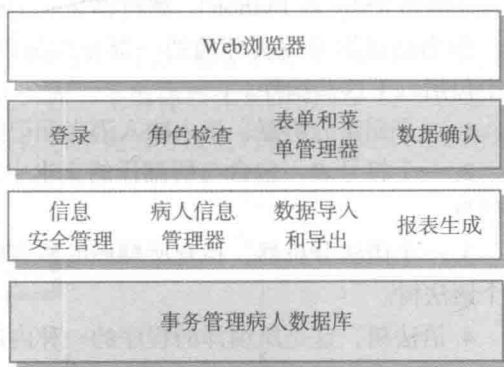 Web浏览器
登录 角色检查 表单和菜单管理器 数据确认
信息安全管理 病人信息管理器 数据导入和导出 报表生成
事务管理病人数据库